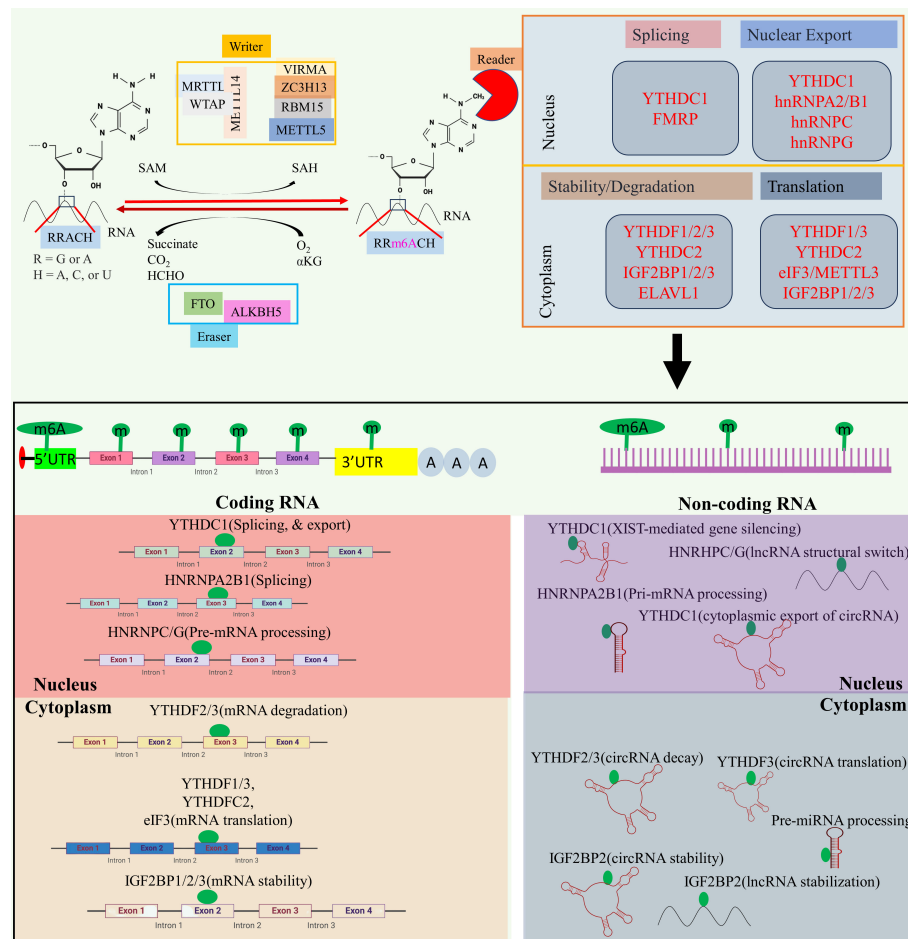 Writer
MRTTL
WTAP
METTL14
VIRMA
ZC3H13
RBM15
METTL5
Reader
N
H
H
N
N
N
N
O
O
O
OH
SAM
SAH
RNA
RRACH
R = G or A
H = A, C, or U
Succinate
CO2
HCHO
O2
αKG
FTO
ALKBH5
Eraser
H
N
CH3
N
N
N
N
O
O
O
OH
RNA
RRm6ACH
Splicing
Nuclear Export
Nucleus
YTHDC1
FMRP
YTHDC1
hnRNPA2/B1
hnRNPC
hnRNPG
Stability/Degradation
Translation
Cytoplasm
YTHDF1/2/3
YTHDC2
IGF2BP1/2/3
ELAVL1
YTHDF1/3
YTHDC2
eIF3/METTL3
IGF2BP1/2/3
m6A
m
m
m
m
m
5'UTR
Exon 1
Exon 2
Exon 3
Exon 4
3'UTR
A
A
A
Intron 1
Intron 2
Intron 3
m6A
m
m
Coding RNA
Non-coding RNA
YTHDC1(Splicing, & export)
Exon 1
Exon 2
Exon 3
Exon 4
Intron 1
Intron 2
Intron 3
HNRNPA2B1(Splicing)
Exon 1
Exon 2
Exon 3
Exon 4
Intron 1
Intron 2
Intron 3
HNRNPC/G(Pre-mRNA processing)
Exon 1
Exon 2
Exon 3
Exon 4
Intron 1
Intron 2
Intron 3
Nucleus
Cytoplasm
YTHDF2/3(mRNA degradation)
Exon 1
Exon 2
Exon 3
Exon 4
Intron 1
Intron 2
Intron 3
YTHDF1/3,
YTHDFC2,
eIF3(mRNA translation)
Exon 1
Exon 2
Exon 3
Exon 4
Intron 1
Intron 2
Intron 3
IGF2BP1/2/3(mRNA stability)
Exon 1
Exon 2
Exon 3
Exon 4
Intron 1
Intron 2
Intron 3
YTHDC1(XIST-mediated gene silencing)
HNRHPC/G(lncRNA structural switch)
HNRNPA2B1(Pri-mRNA processing)
YTHDC1(cytoplasmic export of circRNA)
Nucleus
Cytoplasm
YTHDF2/3(circRNA decay)
YTHDF3(circRNA translation)
Pre-miRNA processing
IGF2BP2(circRNA stability)
IGF2BP2(lncRNA stabilization)